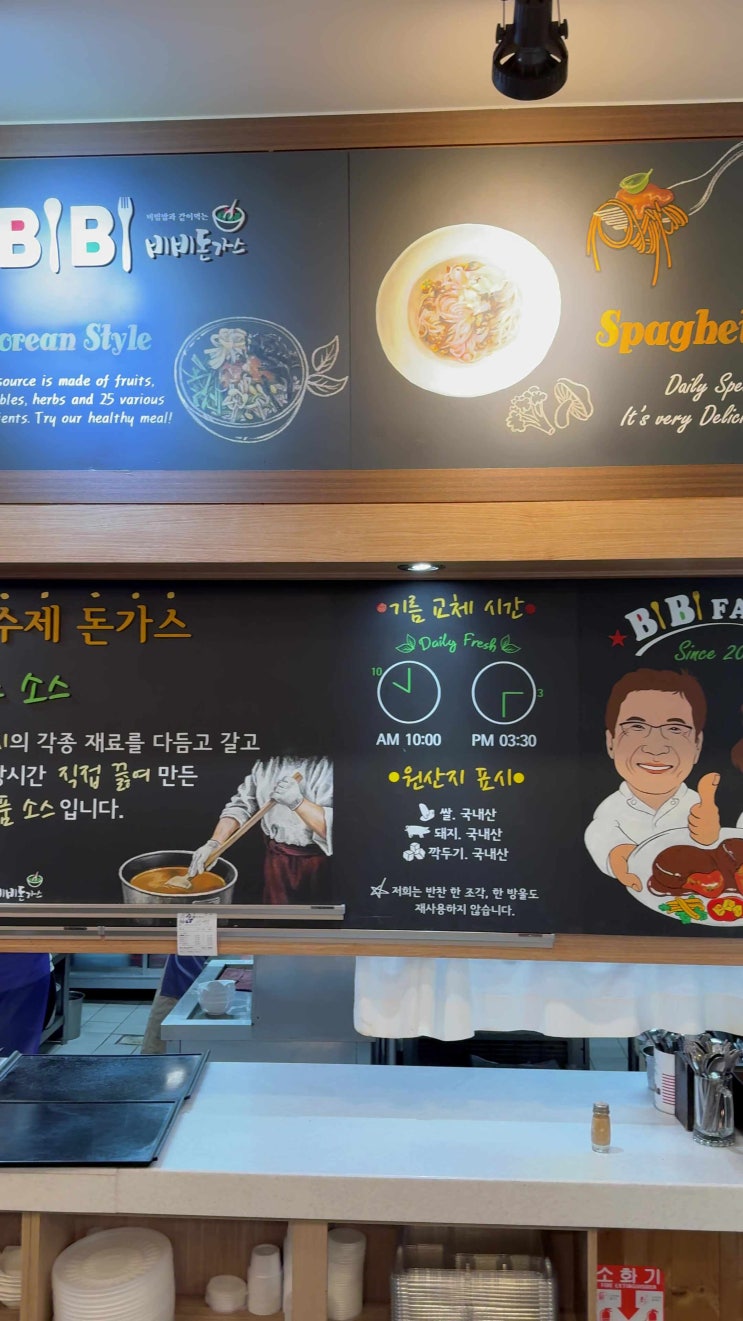 BIBI
비빔밥과 같이먹는
비비돈가스
orean Style
source is made of fruits,
bles, herbs and 25 various
ients. Try our healthy meal!
Spaghet
Daily Spe
It's very Delic
수제 돈가스
소스
시의 각종 재료를 다듬고 갈고
장시간 직접 끓여 만든
품 소스입니다.
비비돈가스
기름 교체 시간
Daily Fresh
10
3
AM 10:00
PM 03:30
원산지 표시
쌀. 국내산
돼지. 국내산
깍두기. 국내산
저희는 반찬 한 조각, 한 방울도
재사용하지 않습니다.
BIBI FA
Since 20
소화기
FIRE EXTINGUISHER